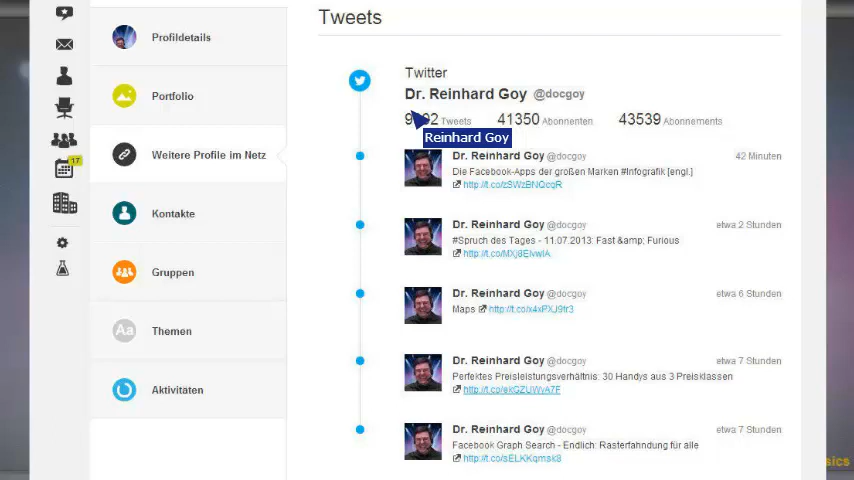 Tweets
Profildetails
Portfolio
Weitere Profile im Netz
Kontakte
Gruppen
Aa
Themen
Aktivitäten
17
Twitter
Dr. Reinhard Goy @docgoy
Tweets 41350 Abonnenten 43539 Abonnements
Reinhard Goy
Dr. Reinhard Goy @docgoy 42 Minuten
Die Facebook-Apps der großen Marken #Infografik [engl.]
http://t.co/zSWzBNQcqR
Dr. Reinhard Goy @docgoy etwa 2 Stunden
#Spruch des Tages - 11.07.2013: Fast &amp; Furious
Dr. Reinhard Goy @docgoy etwa 6 Stunden
Maps http://t.co/x4xPXJ9fr3
Dr. Reinhard Goy @docgoy etwa 7 Stunden
Perfektes Preisleistungsverhältnis: 30 Handys aus 3 Preisklassen
http://t.co/ekGZUWyA7F
Dr. Reinhard Goy @docgoy etwa 7 Stunden
Facebook Graph Search - Endlich: Rasterfahndung für alle
http://t.co/sELKKqmsk8